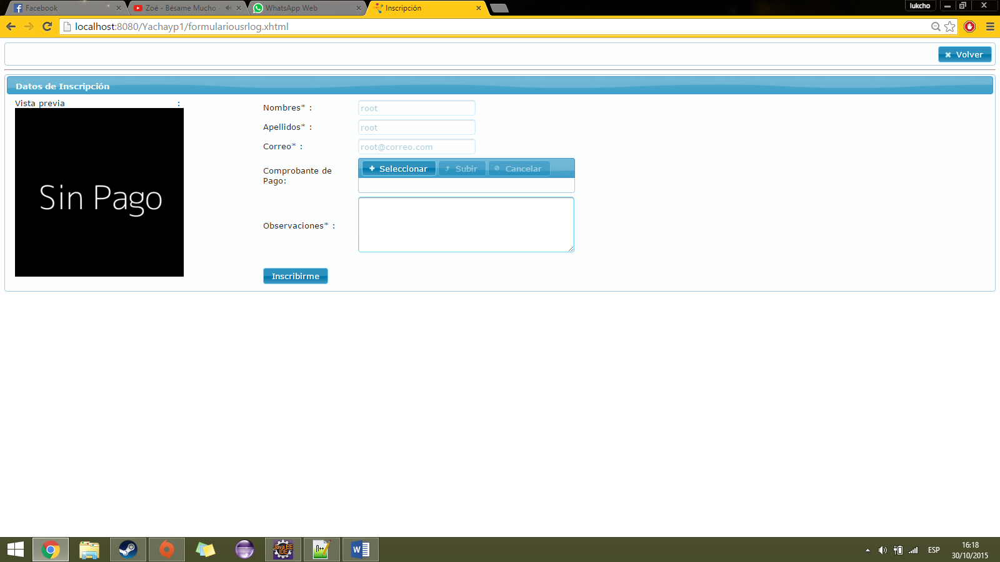 Facebook
Zoé - Bésame Mucho
WhatsApp Web
Inscripción
lukcho
localhost:8080/Yachayp1/formulariousrlog.xhtml
Volver
Datos de Inscripción
Vista previa :
Sin Pago
Nombres* :
root
Apellidos* :
root
Correo* :
root@correo.com
Comprobante de
Pago:
Seleccionar
Subir
Cancelar
Observaciones* :
Inscribirme
Java EE
IDE
N++
W
ESP
16:18
30/10/2015